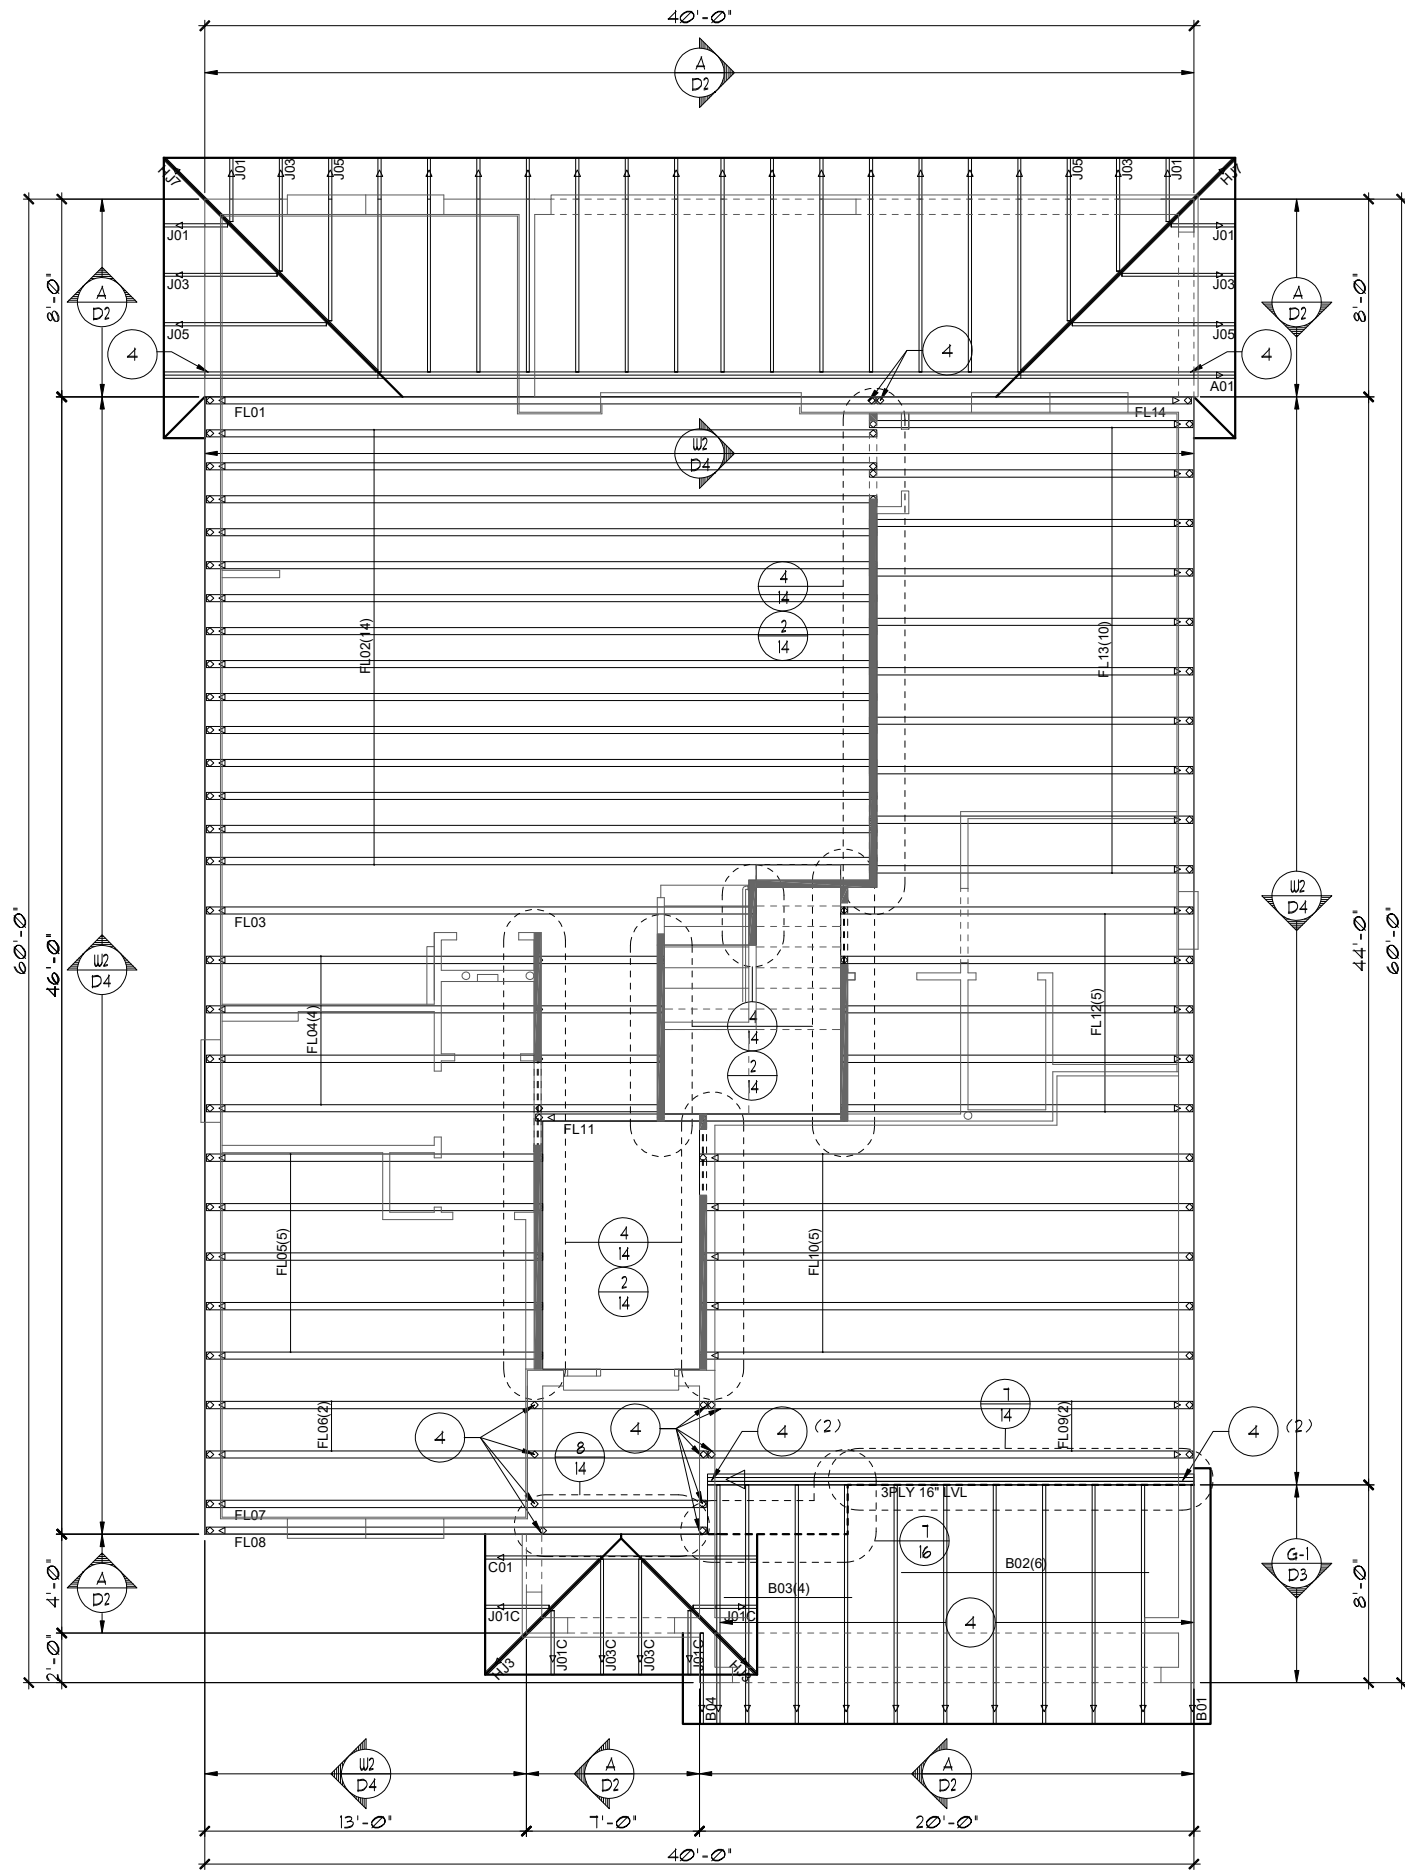 40'-0"
A
D2
HJ7
J01
J03
J05
J05
J03
J01
HJ7
J01
J03
J05
J01
J03
J05
A01
8'-0"
A
D2
A
D2
8'-0"
4
4
4
FL01
FL14
W2
D4
4
14
2
14
FL02(14)
FL13(10)
FL03
60'-0"
46'-0"
W2
D4
W2
D4
44'-0"
60'-0"
FL04(4)
FL12(5)
4
14
2
14
FL11
4
14
2
14
FL05(5)
FL10(5)
FL06(2)
FL09(2)
4
4
4 (2)
1
14
4 (2)
8
14
3PLY 16" LVL
FL07
FL08
1
16
C01
B03(4)
B02(6)
4'-0"
A
D2
G-1
D3
8'-0"
J01C
J01C
4
2'-0"
HJ3
J01C
J03C
J03C
J01C
HJ3
B04
B01
W2
D4
A
D2
A
D2
13'-0"
7'-0"
20'-0"
40'-0"